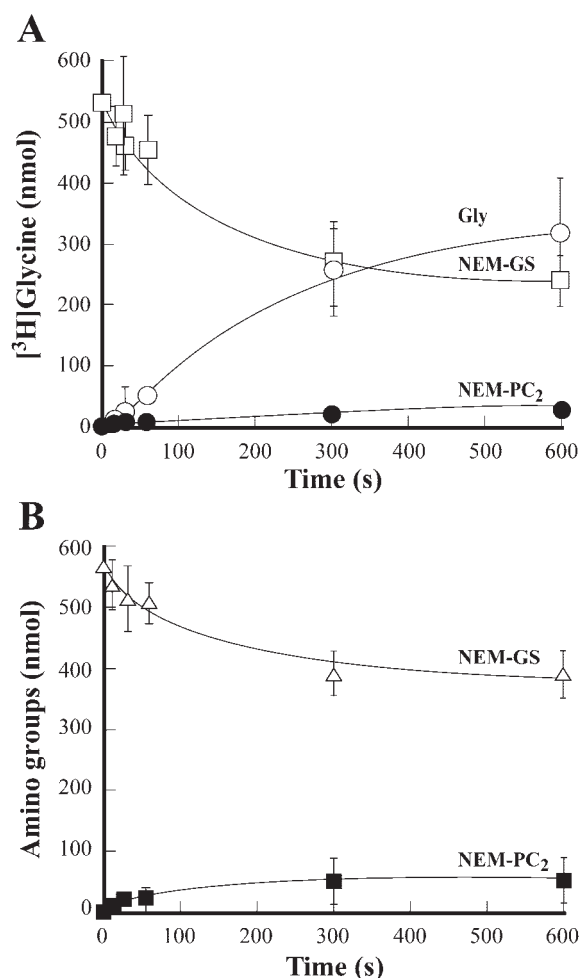 A
600
500
400
300
200
100
0
[³H]Glycine (nmol)
Gly
NEM-GS
NEM-PC₂
100 200 300 400 500 600
Time (s)
B
600
500
400
300
200
100
0
Amino groups (nmol)
NEM-GS
NEM-PC₂
0 100 200 300 400 500 600
Time (s)